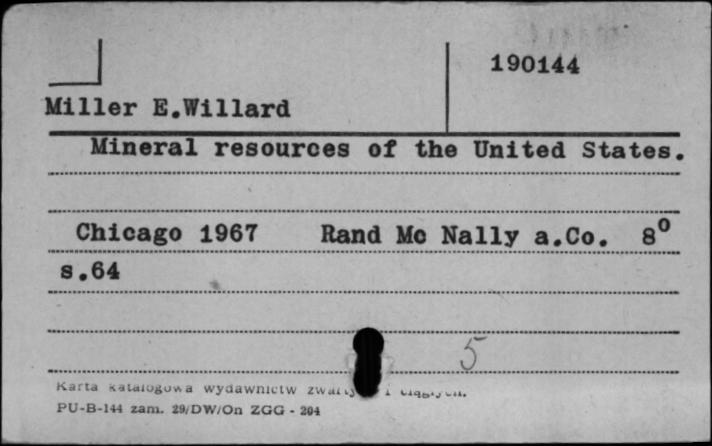 190144
Miller E.Willard
Mineral resources of the United States.
Chicago 1967 Rand Mc Nally a.Co. 8⁰
s.64
5
Karta katalogowa wydawnictw i
PU-B-144 zam. 29/DW/On ZGG - 204